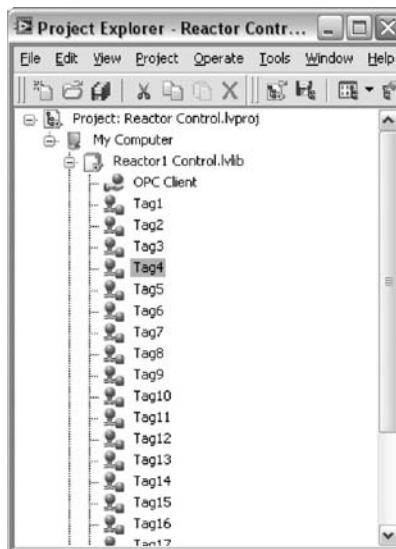 Project Explorer - Reactor Contr...
File Edit View Project Operate Tools Window Help
Project: Reactor Control.lvproj
My Computer
Reactor1 Control.lvlib
OPC Client
Tag1
Tag2
Tag3
Tag4
Tag5
Tag6
Tag7
Tag8
Tag9
Tag10
Tag11
Tag12
Tag13
Tag14
Tag15
Tag16
Tag17